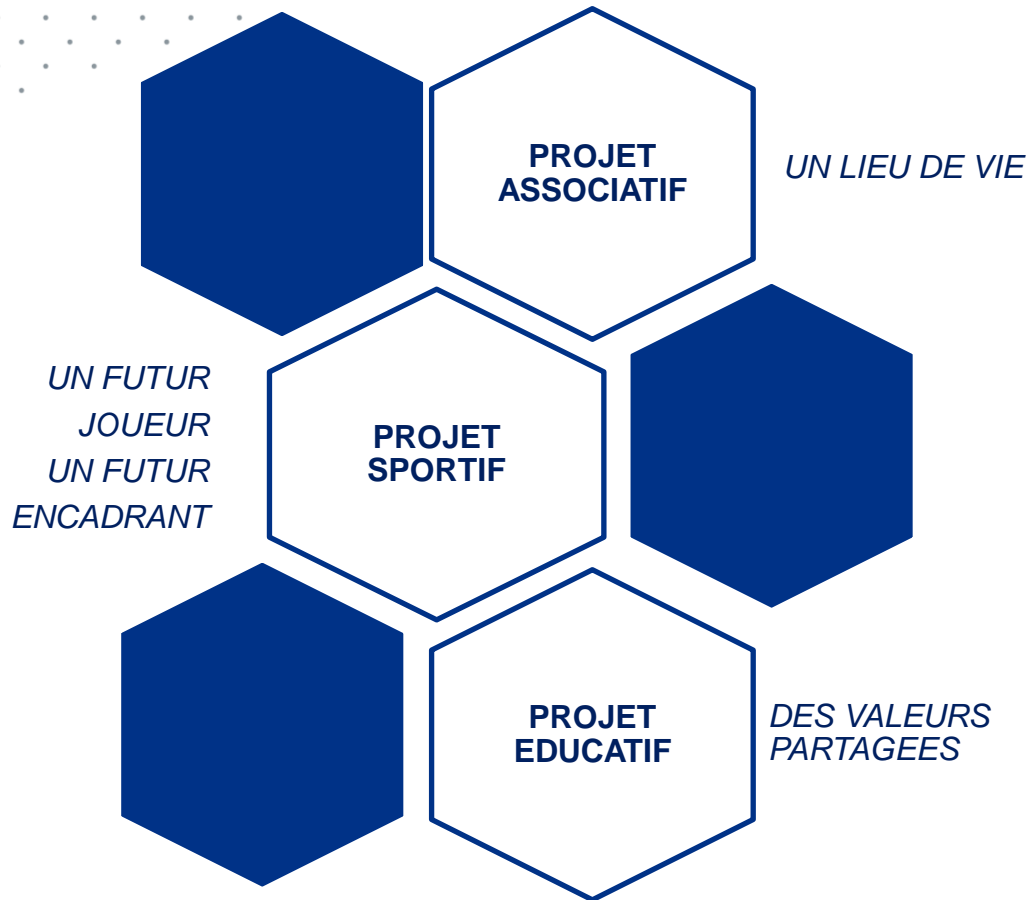 PROJET
ASSOCIATIF
UN LIEU DE VIE
UN FUTUR
JOUEUR
UN FUTUR
ENCADRANT
PROJET
SPORTIF
PROJET
EDUCATIF
DES VALEURS
PARTAGEES